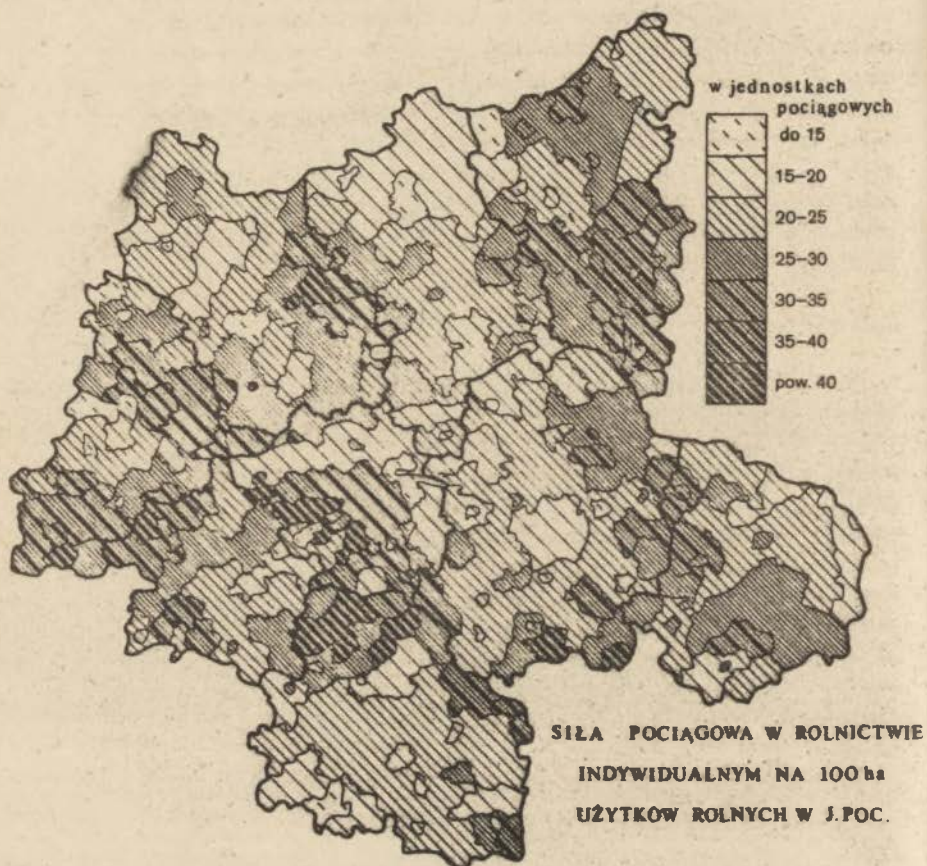 w jednostkach
pociągowych
do 15
15–20
20–25
25–30
30–35
35–40
pow. 40
SIŁA POCIĄGOWA W ROLNICTWIE
INDYWIDUALNYM NA 100 ha
UŻYTKÓW ROLNYCH W J.POC.